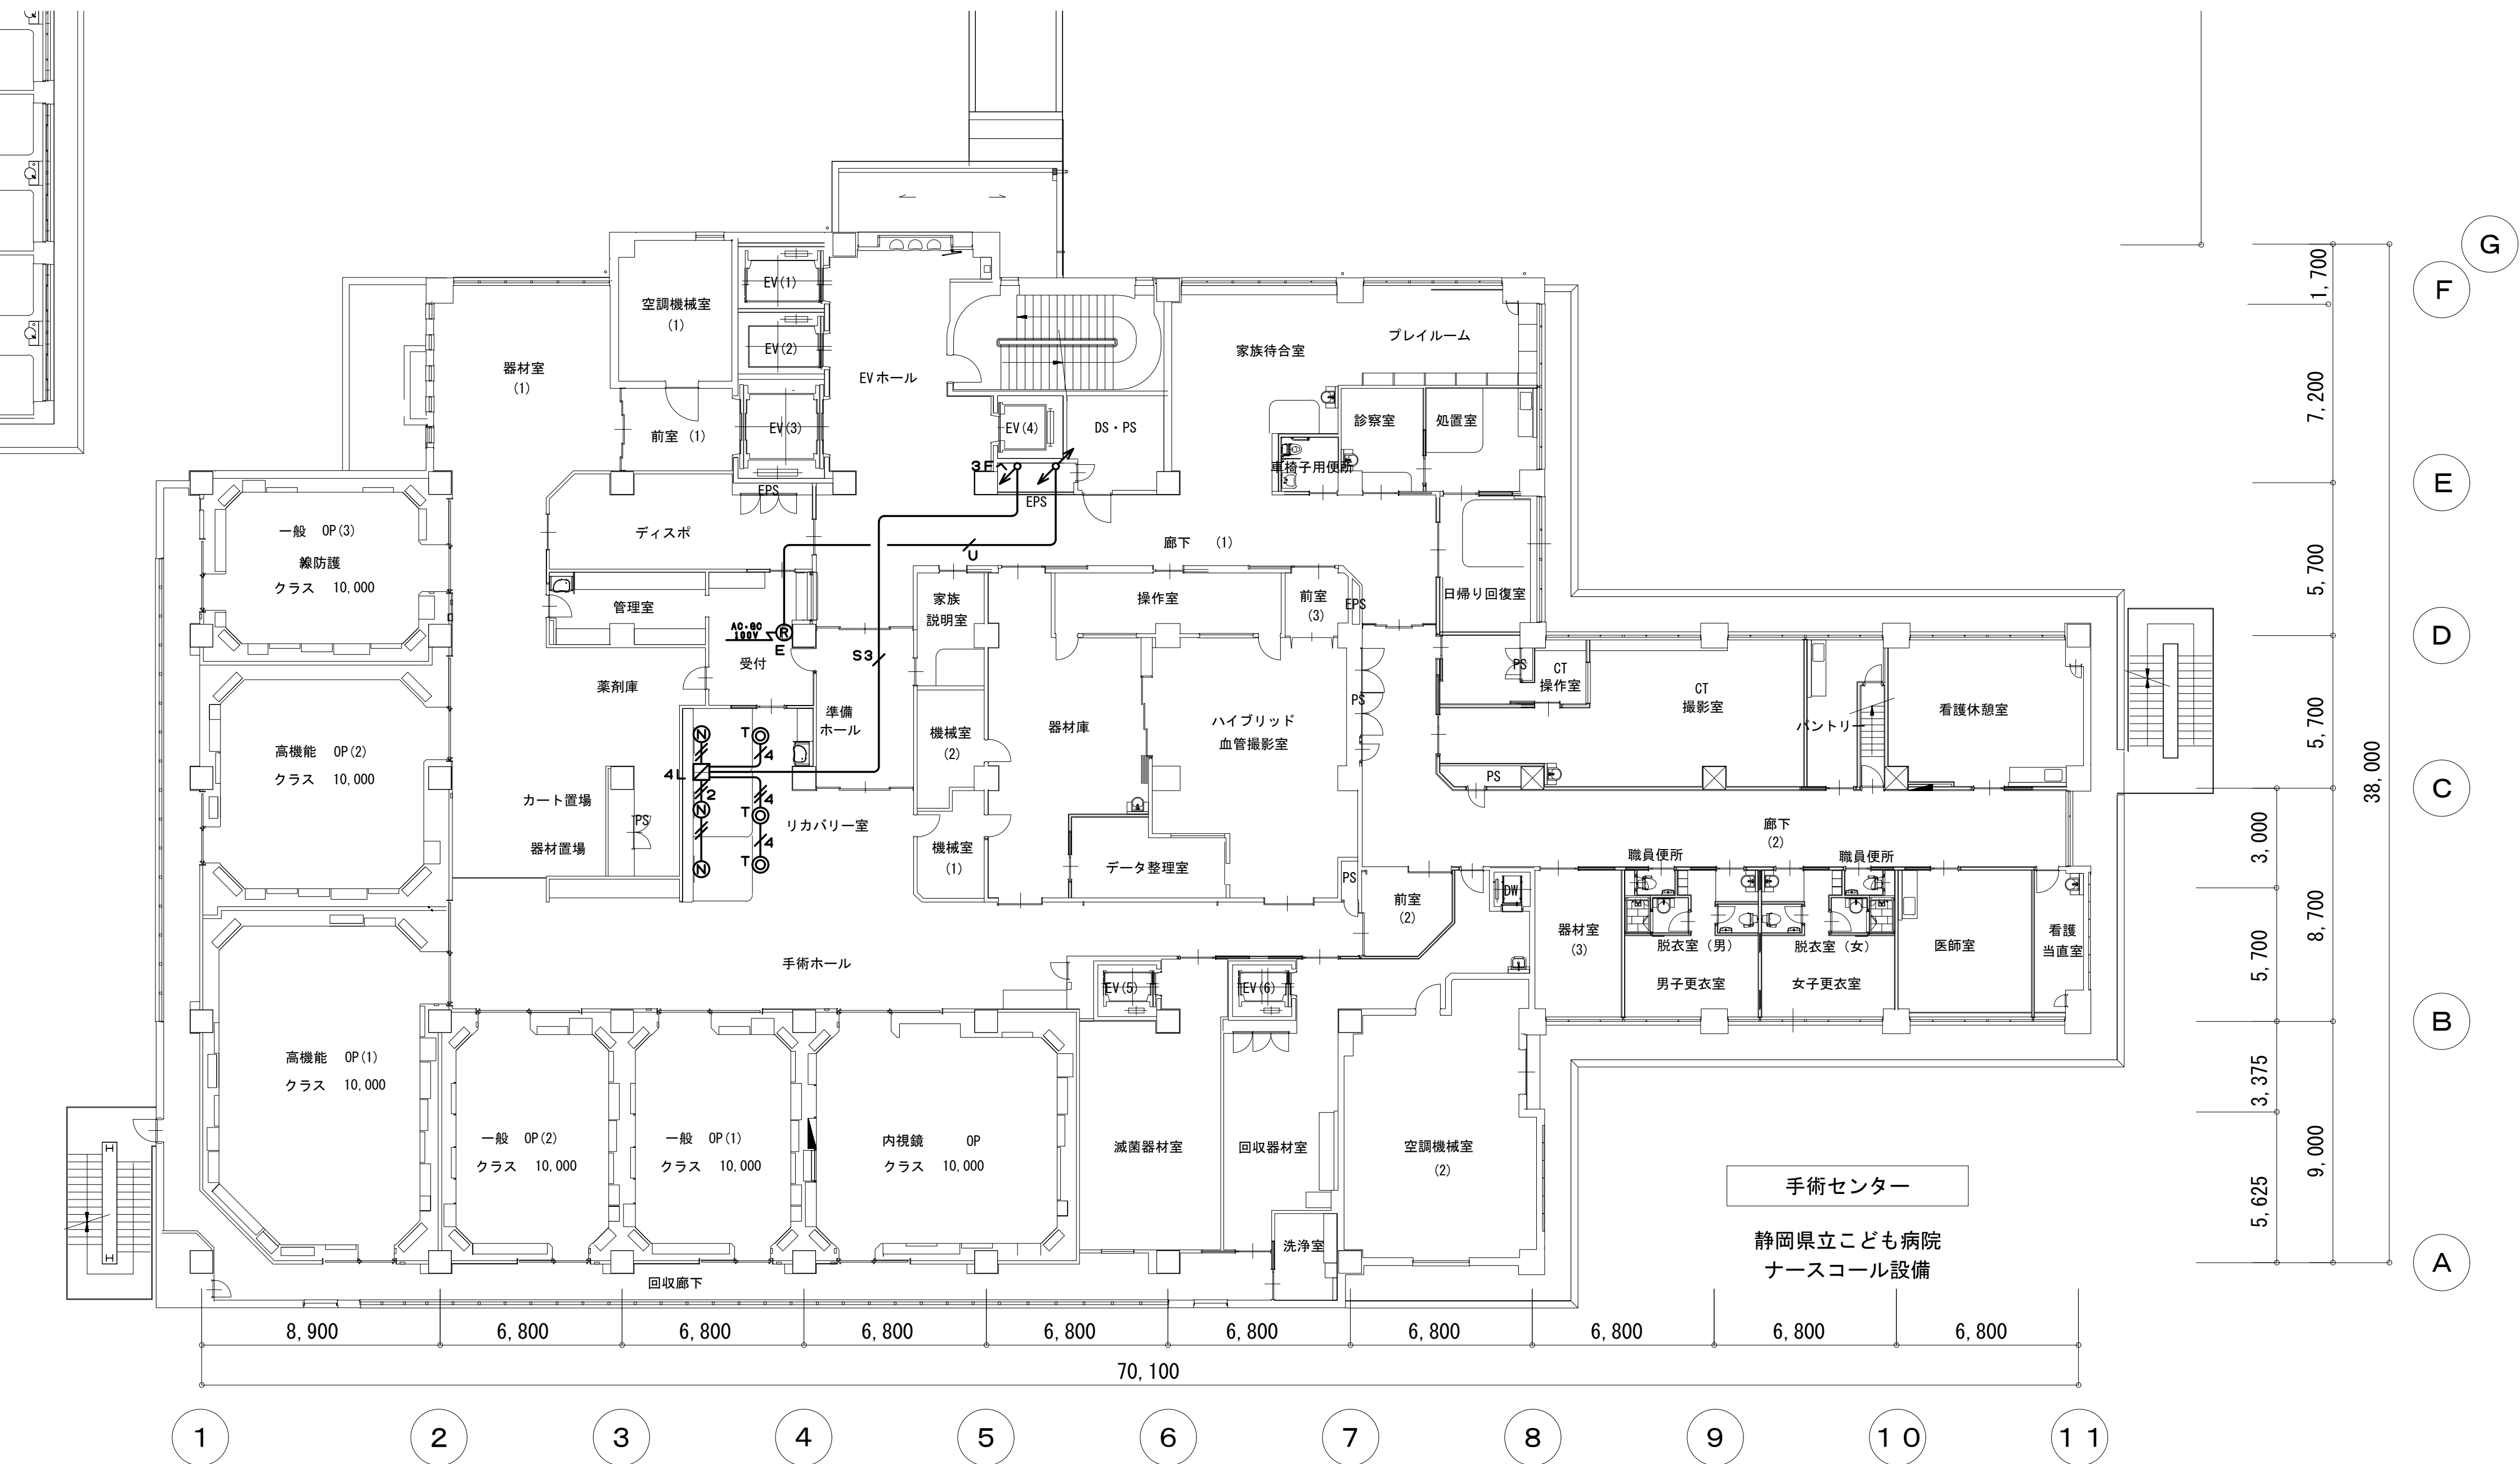 G
1,700
F
空調機械室
(1)
EV(1)
EV(2)
EVホール
家族待合室
プレイルーム
器材室
(1)
7,200
前室 (1)
EV(3)
EV(4)
DS・PS
診察室
処置室
3Fへ
車椅子用便所
EPS
EPS
E
一般 OP(3)
線防護
クラス 10,000
ディスポ
U
廊下 (1)
5,700
管理室
家族
説明室
操作室
前室
(3)
EPS
日帰り回復室
AC・GC
100V
R
E
D
受付
S3
PS
CT
操作室
薬剤庫
CT
撮影室
PS
準備
ホール
機械室
(2)
器材庫
ハイブリッド
血管撮影室
パントリー
看護休憩室
5,700
N
T
4
高機能 OP(2)
クラス 10,000
4L
PS
C
38,000
2
4
カート置場
N
T
PS
リカバリー室
器材置場
4
機械室
(1)
データ整理室
廊下
(2)
3,000
職員便所
職員便所
N
T
PS
前室
(2)
DW
器材室
(3)
脱衣室（男）
脱衣室（女）
医師室
看護
当直室
8,700
5,700
手術ホール
EV(5)
EV(6)
男子更衣室
女子更衣室
B
高機能 OP(1)
クラス 10,000
3,375
一般 OP(2)
クラス 10,000
一般 OP(1)
クラス 10,000
内視鏡 OP
クラス 10,000
滅菌器材室
回収器材室
空調機械室
(2)
9,000
手術センター
5,625
静岡県立こども病院
ナースコール設備
洗浄室
A
回収廊下
8,900
6,800
6,800
6,800
6,800
6,800
6,800
6,800
6,800
6,800
70,100
1
2
3
4
5
6
7
8
9
10
11